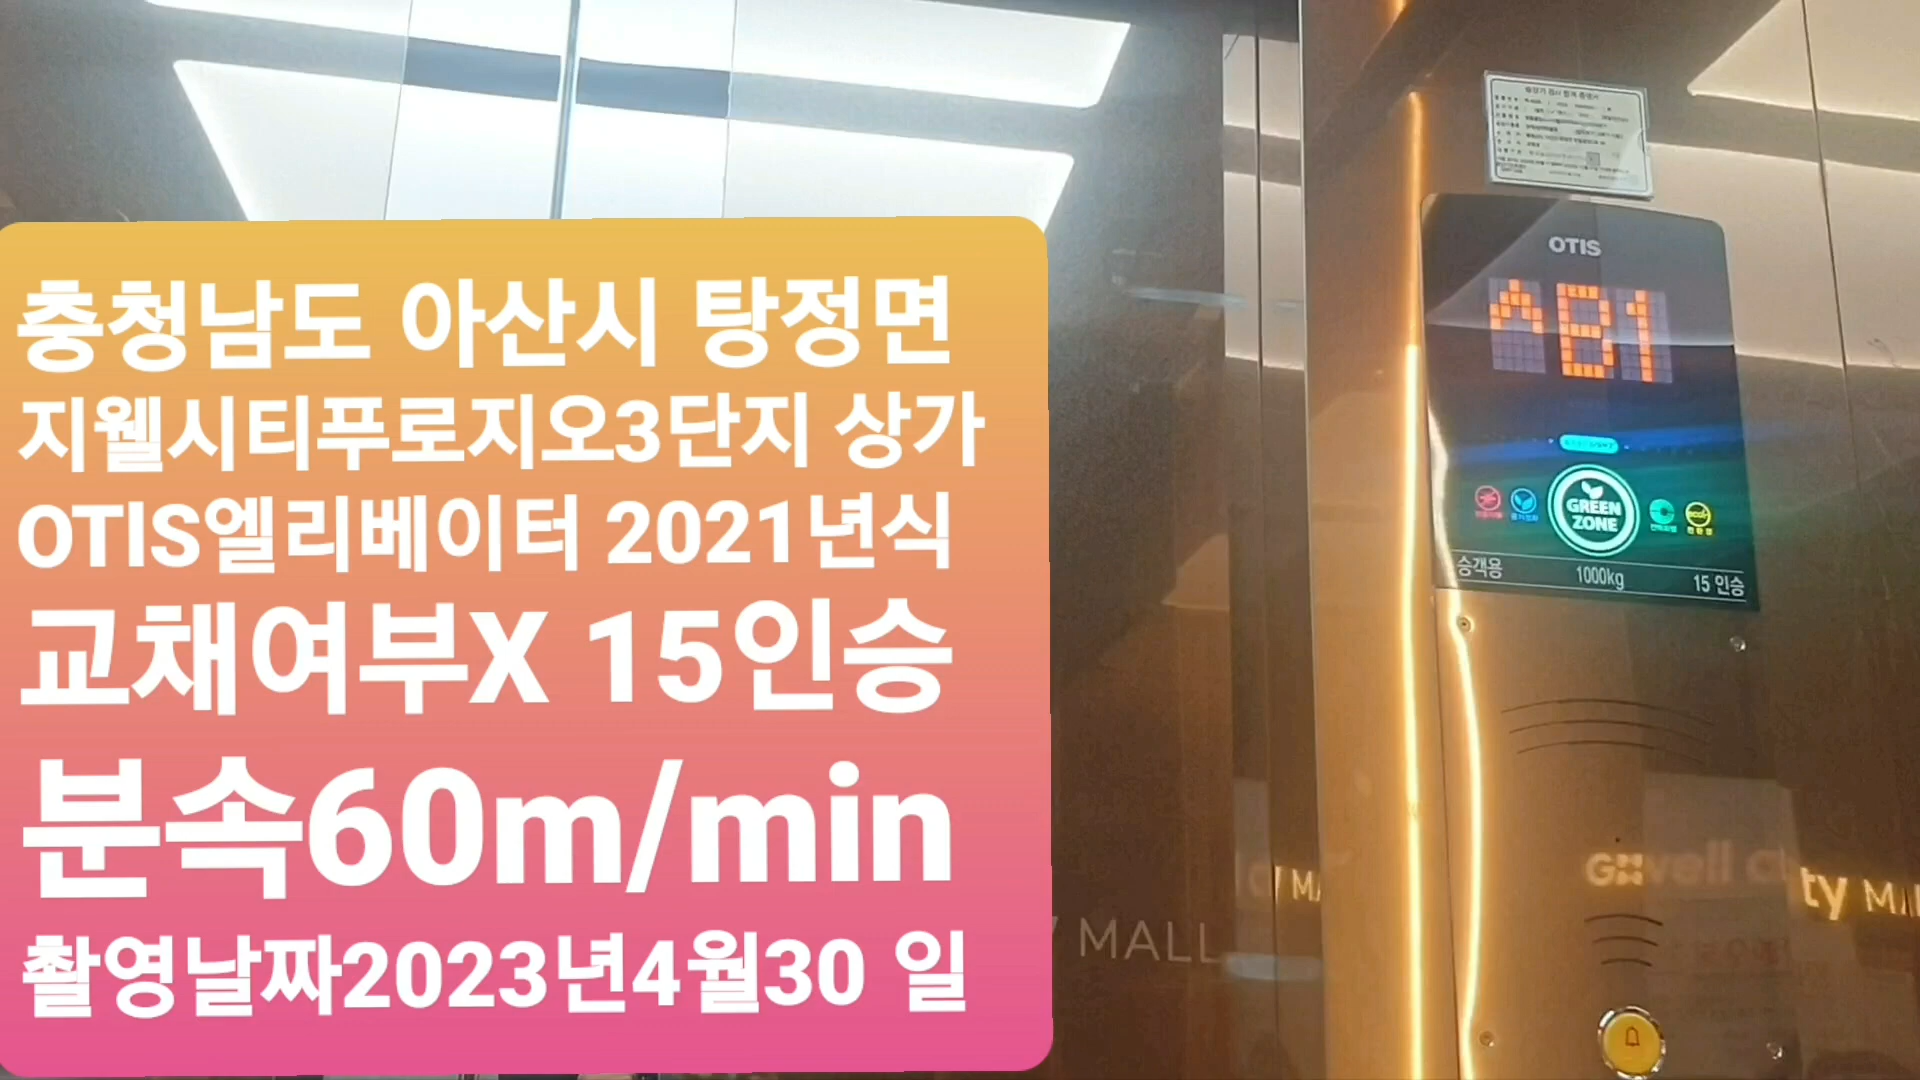 충청남도 아산시 탕정면
지웰시티푸로지오3단지 상가
OTIS엘리베이터 2021년식
교채여부X 15인승
분속60m/min
촬영날짜2023년4월30 일
OTIS
^B1
GREEN
ZONE
승객용 1000kg 15 인승
MALL
Gwell City MA